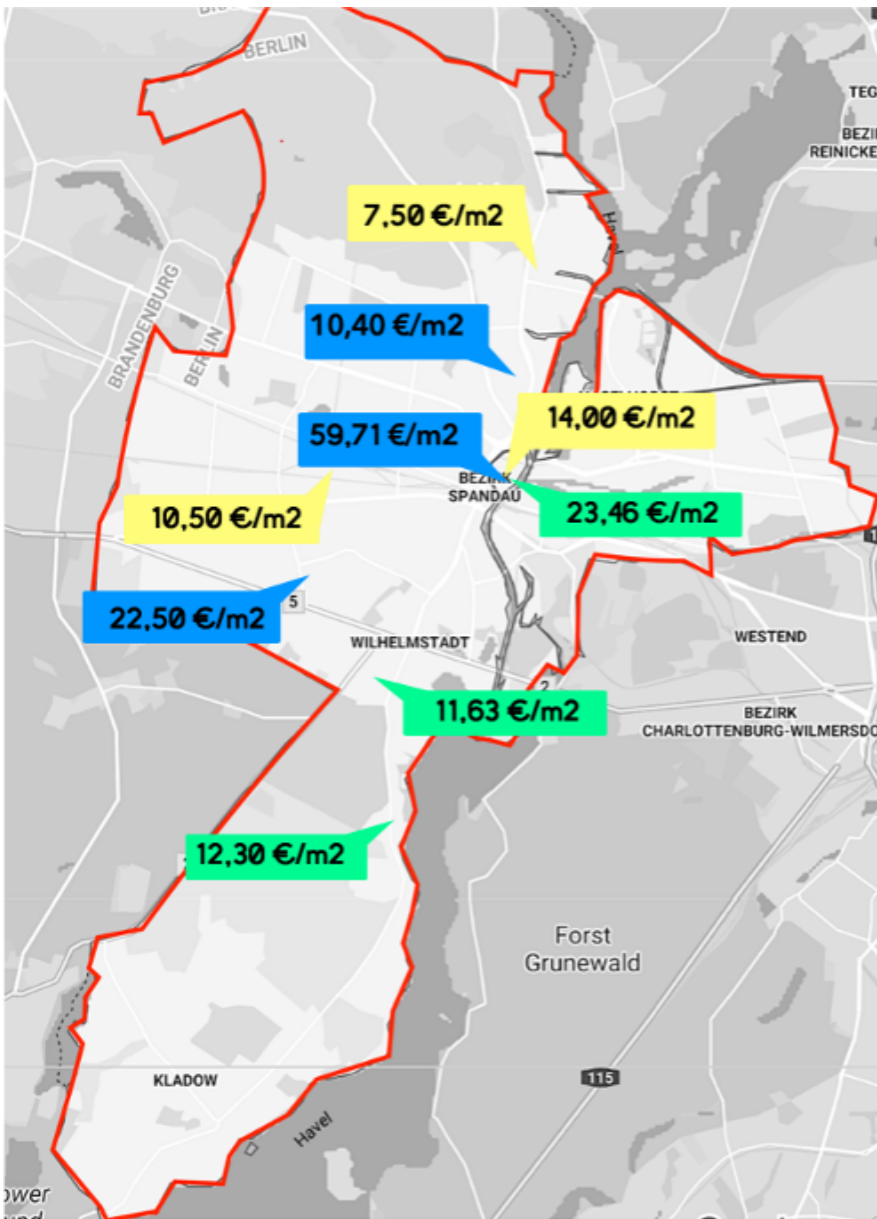 BERLIN
TEG
BEZI
REINICKE
7,50 €/m2
Havel
BRANDENBURG
BERLIN
10,40 €/m2
14,00 €/m2
59,71 €/m2
BEZIRK
SPANDAU
10,50 €/m2
23,46 €/m2
22,50 €/m2
5
WILHELMSTADT
WESTEND
2
11,63 €/m2
BEZIRK
CHARLOTTENBURG-WILMERSDO
12,30 €/m2
Forst
Grunewald
KLADOW
115
Havel
ower